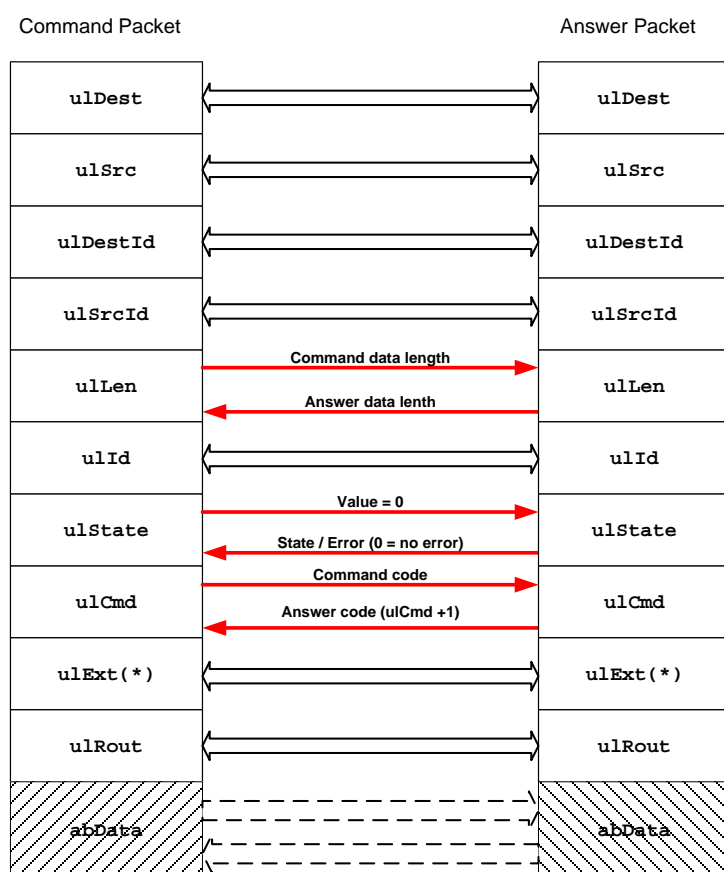 Command Packet
Answer Packet
ulDest
ulDest
ulSrc
ulSrc
ulDestId
ulDestId
ulSrcId
ulSrcId
Command data length
ulLen
ulLen
Answer data lenth
ulId
ulId
Value = 0
ulState
ulState
State / Error (0 = no error)
Command code
ulCmd
ulCmd
Answer code (ulCmd +1)
ulExt(*)
ulExt(*)
ulRout
ulRout
abData
abData